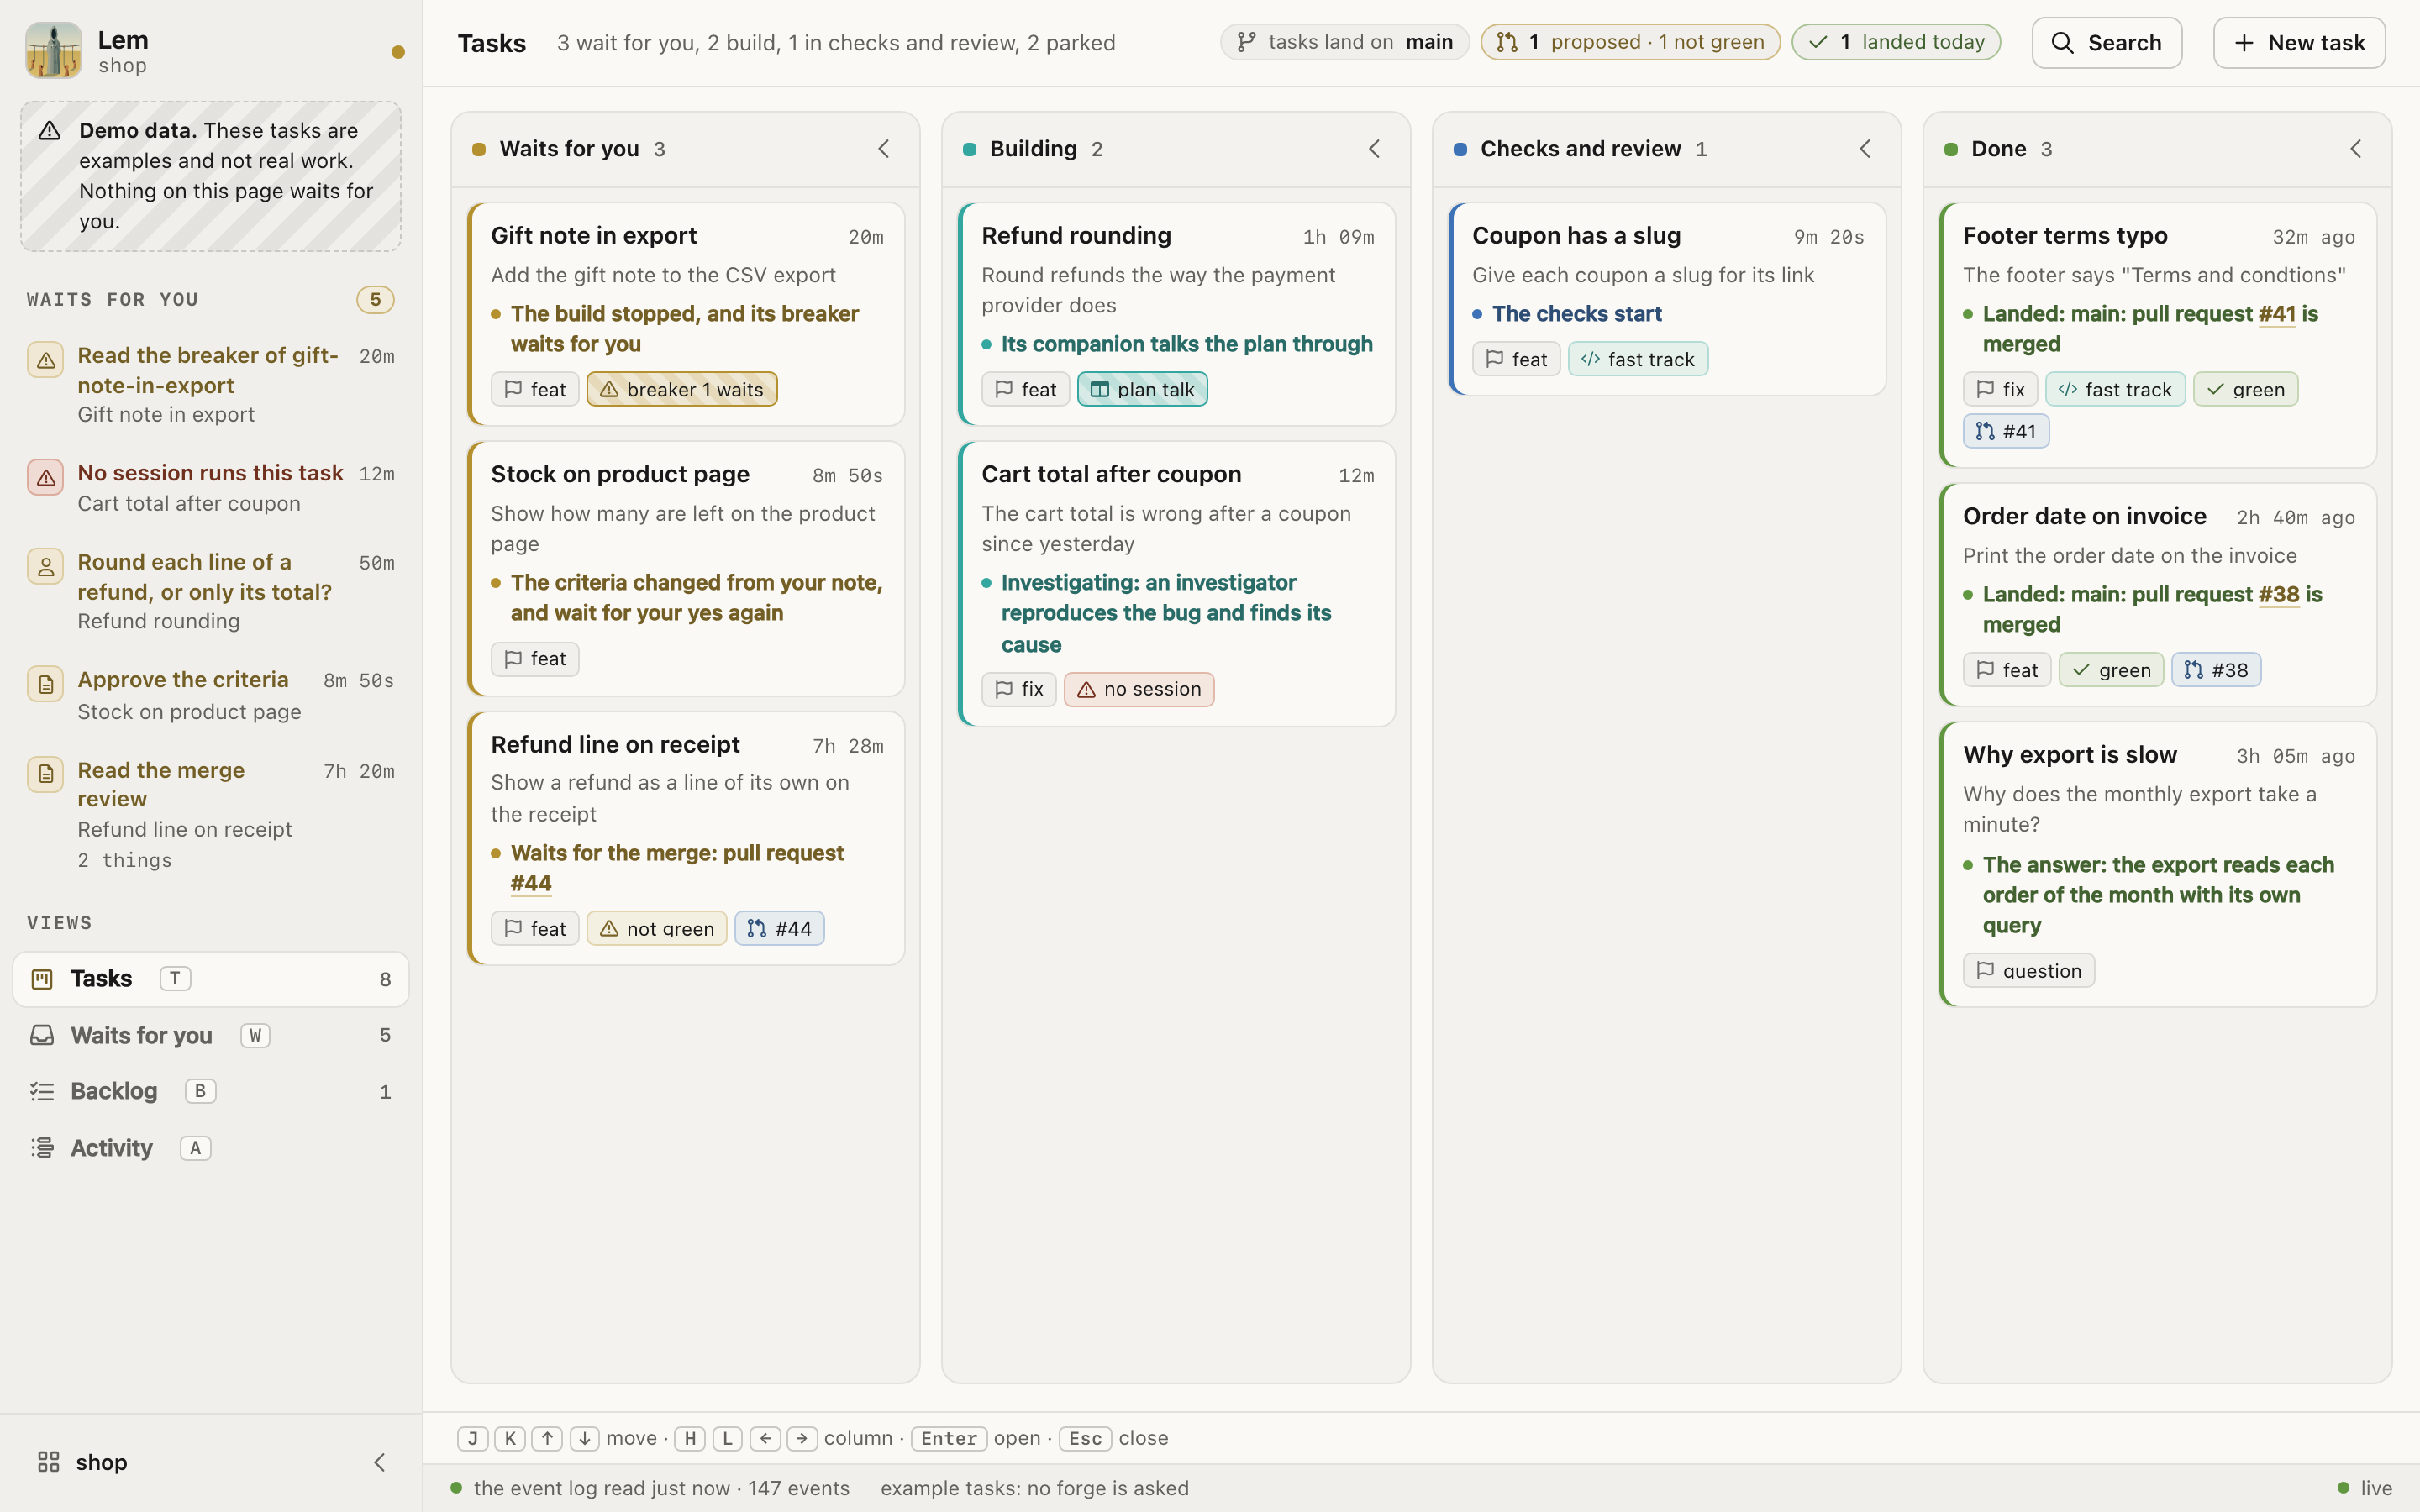 Lem
shop
Demo data. These tasks are
examples and not real work.
Nothing on this page waits for
you.
WAITS FOR YOU 5
Read the breaker of gift- 20m
note-in-export
Gift note in export
No session runs this task 12m
Cart total after coupon
Round each line of a 50m
refund, or only its total?
Refund rounding
Approve the criteria 8m 50s
Stock on product page
Read the merge 7h 20m
review
Refund line on receipt
2 things
VIEWS
Tasks T 8
Waits for you W 5
Backlog B 1
Activity A
shop
Tasks 3 wait for you, 2 build, 1 in checks and review, 2 parked
tasks land on main
1 proposed · 1 not green
1 landed today
Search
New task
Waits for you 3
Gift note in export 20m
Add the gift note to the CSV export
The build stopped, and its breaker
waits for you
feat breaker 1 waits
Stock on product page 8m 50s
Show how many are left on the product
page
The criteria changed from your note,
and wait for your yes again
feat
Refund line on receipt 7h 28m
Show a refund as a line of its own on
the receipt
Waits for the merge: pull request
#44
feat not green #44
Building 2
Refund rounding 1h 09m
Round refunds the way the payment
provider does
Its companion talks the plan through
feat plan talk
Cart total after coupon 12m
The cart total is wrong after a coupon
since yesterday
Investigating: an investigator
reproduces the bug and finds its
cause
fix no session
Checks and review 1
Coupon has a slug 9m 20s
Give each coupon a slug for its link
The checks start
feat fast track
Done 3
Footer terms typo 32m ago
The footer says "Terms and condtions"
Landed: main: pull request #41 is
merged
fix fast track green
#41
Order date on invoice 2h 40m ago
Print the order date on the invoice
Landed: main: pull request #38 is
merged
feat green #38
Why export is slow 3h 05m ago
Why does the monthly export take a
minute?
The answer: the export reads each
order of the month with its own
query
question
J K ↑ ↓ move · H L ← → column · Enter open · Esc close
the event log read just now · 147 events example tasks: no forge is asked
live